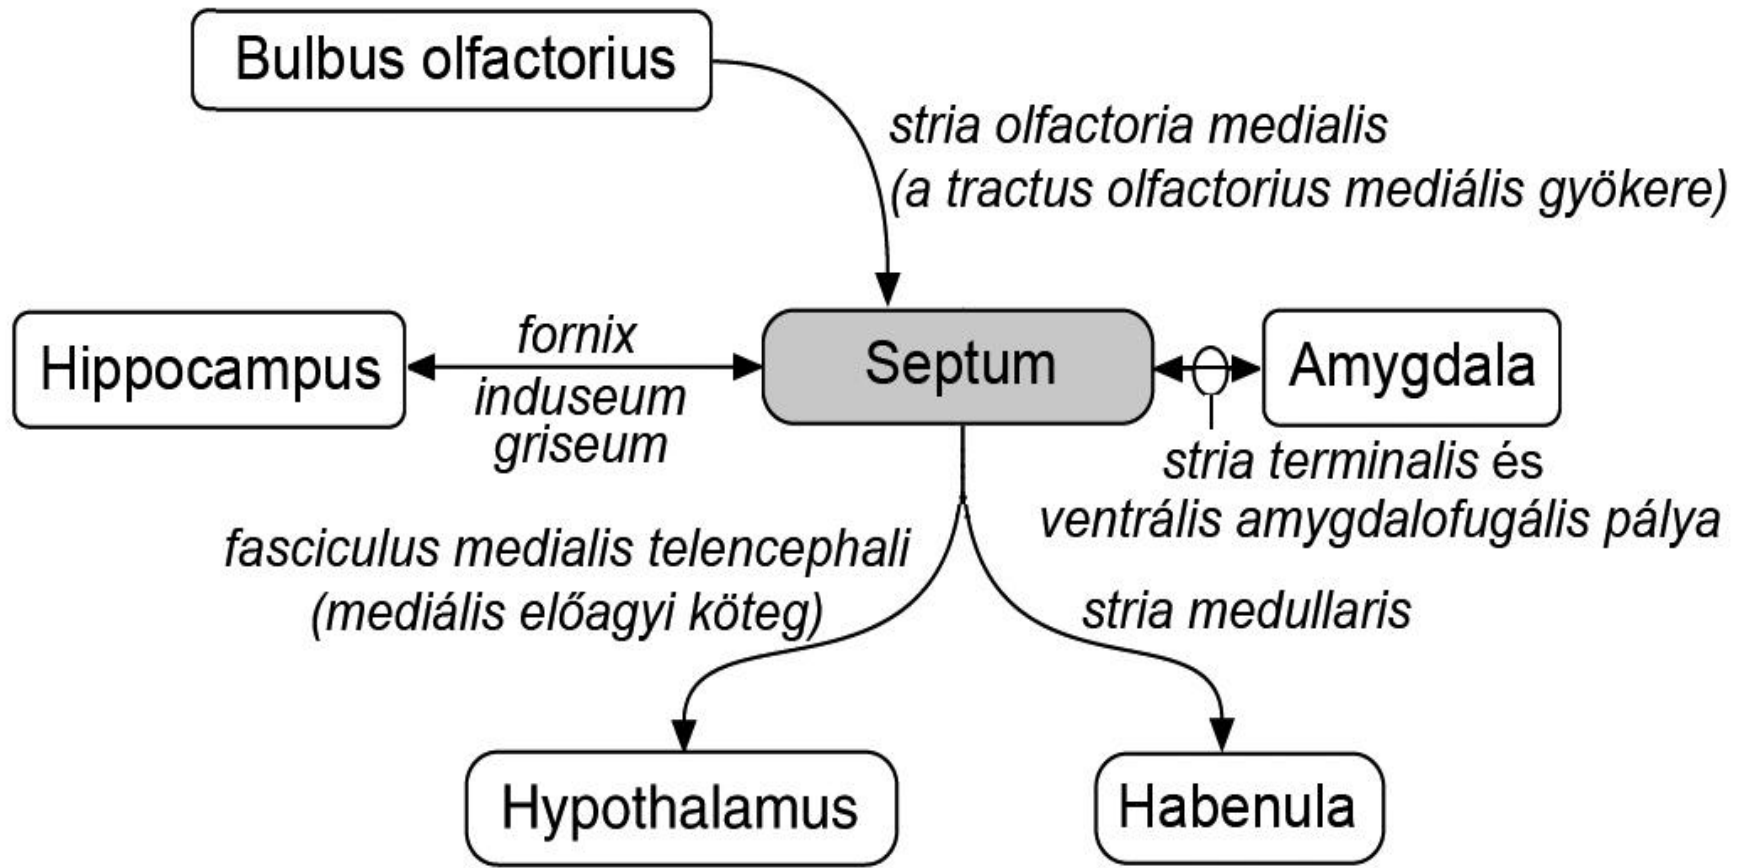 Bulbus olfactorius
stria olfactoria medialis
(a tractus olfactorius mediális gyökere)
Hippocampus
fornix
induseum
griseum
Septum
Amygdala
stria terminalis és
ventrális amygdalofugális pálya
fasciculus medialis telencephali
(mediális előagyi köteg)
stria medullaris
Hypothalamus
Habenula